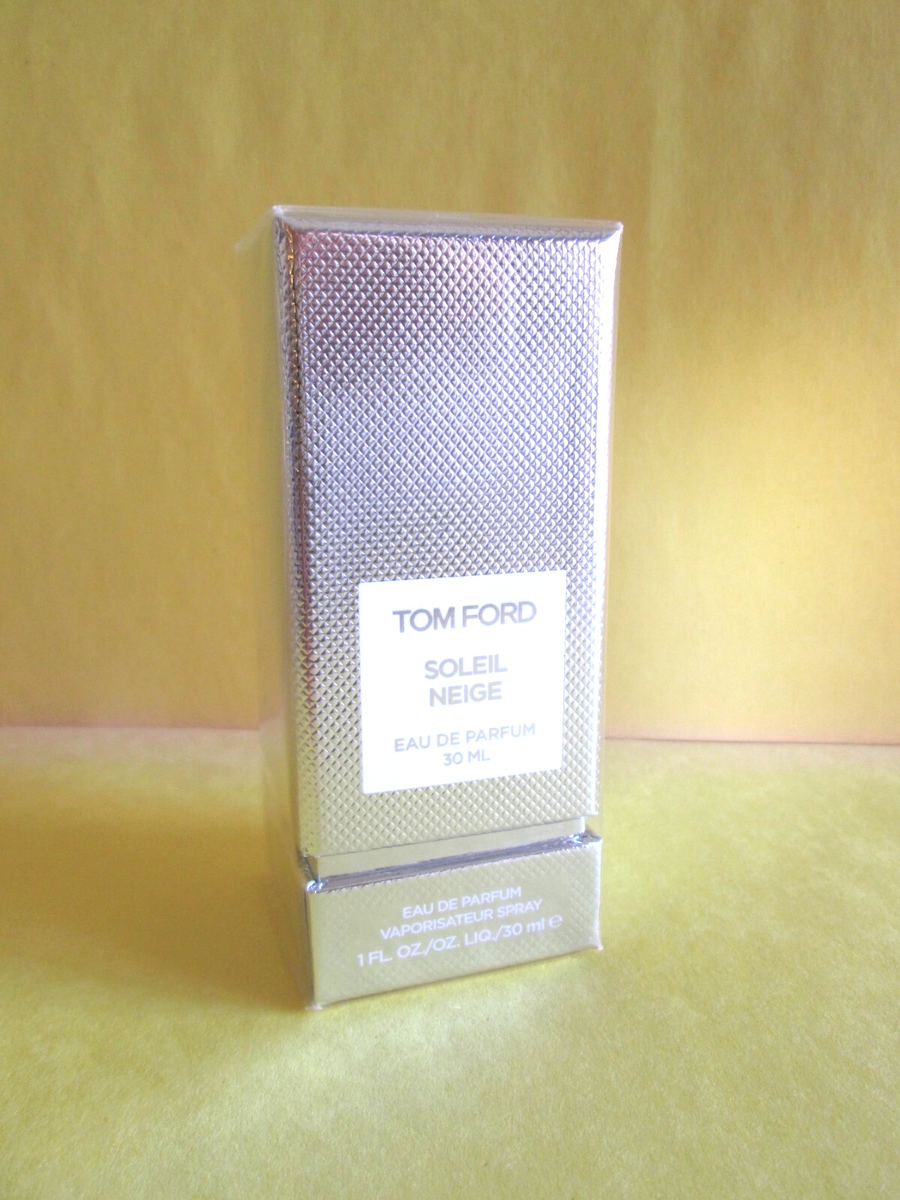 TOM FORD
SOLEIL
NEIGE
EAU DE PARFUM
30 ML
EAU DE PARFUM
VAPORISATEUR SPRAY
1 FL. OZ./OZ. LIQ./30 ml ℮